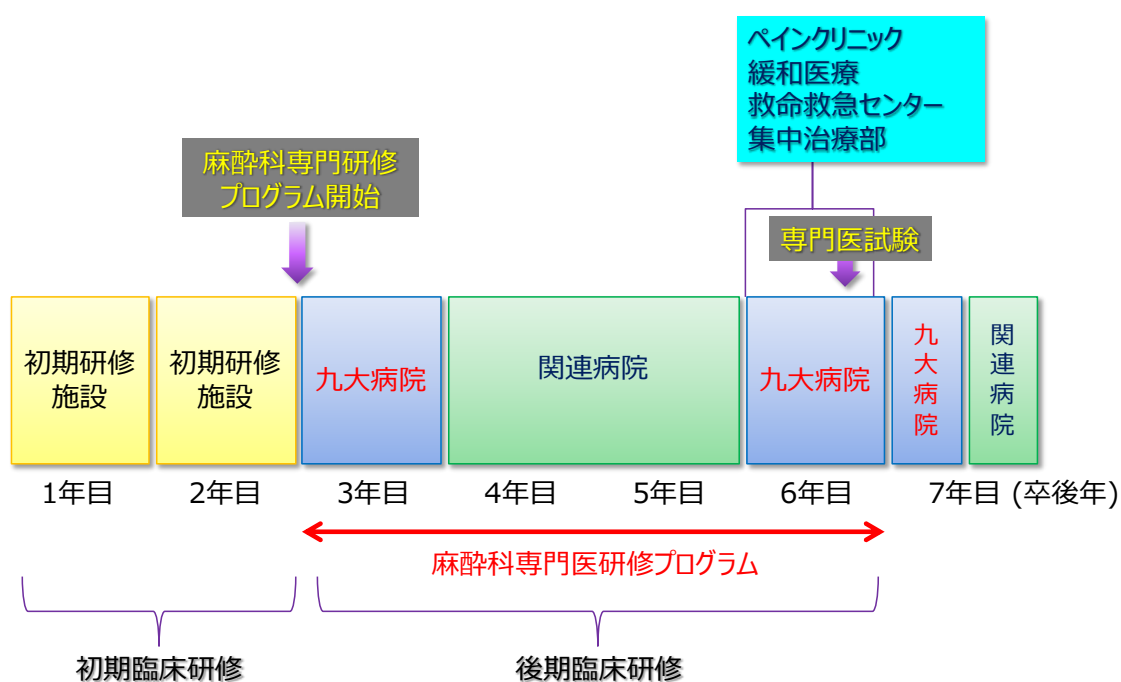 ペインクリニック
緩和医療
救命救急センター
集中治療部
麻酔科専門研修
プログラム開始
専門医試験
初期研修
施設
初期研修
施設
九大病院
関連病院
九大病院
九大病院
関連病院
1年目
2年目
3年目
4年目
5年目
6年目
7年目 (卒後年)
麻酔科専門医研修プログラム
初期臨床研修
後期臨床研修